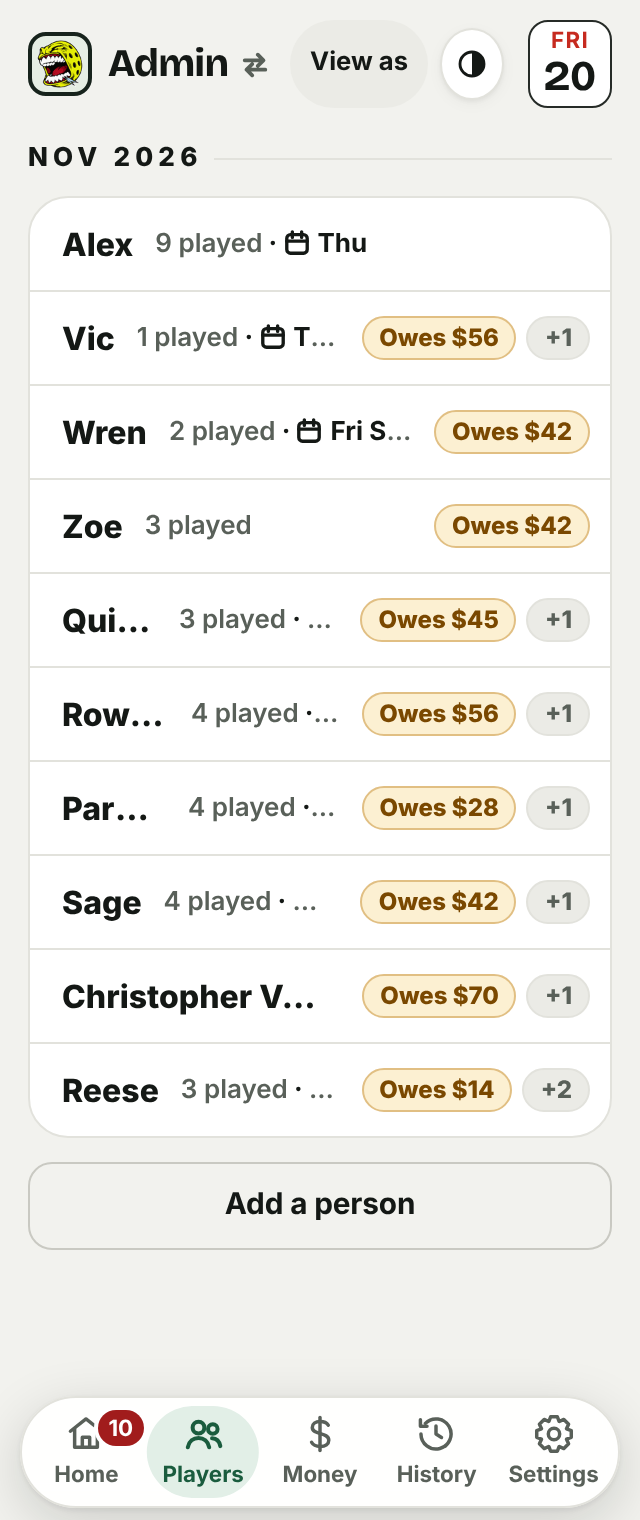 Admin View as FRI 20
NOV 2026
Alex 9 played · Thu
Vic 1 played · T... Owes $56 +1
Wren 2 played · Fri S... Owes $42
Zoe 3 played Owes $42
Qui... 3 played · ... Owes $45 +1
Row... 4 played ·... Owes $56 +1
Par... 4 played ·... Owes $28 +1
Sage 4 played · ... Owes $42 +1
Christopher V... Owes $70 +1
Reese 3 played · ... Owes $14 +2
Add a person
10
Home Players Money History Settings